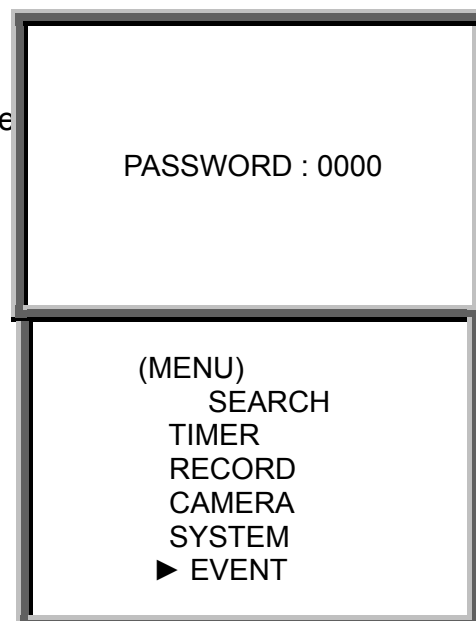 e
PASSWORD : 0000
(MENU)
SEARCH
TIMER
RECORD
CAMERA
SYSTEM
► EVENT